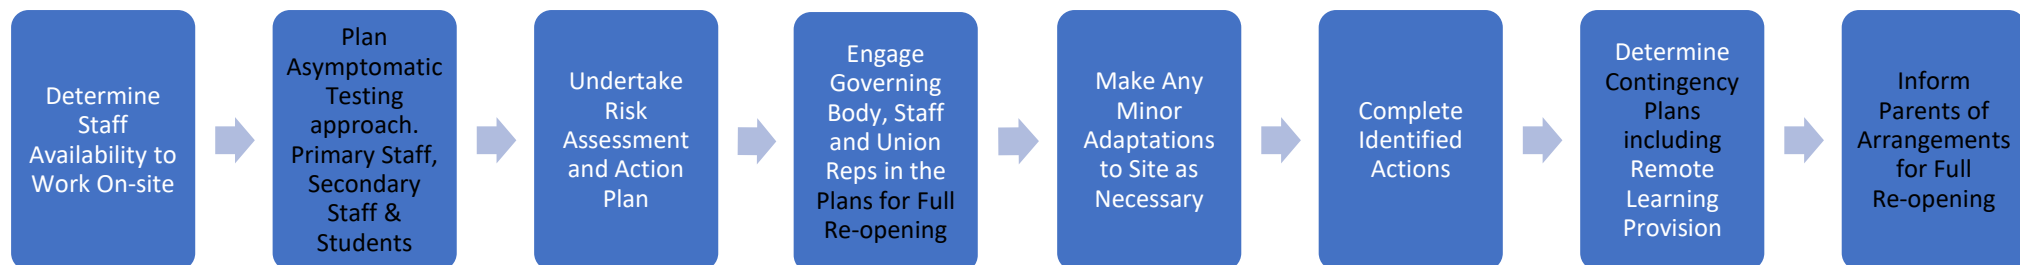 Determine
Staff
Availability to
Work On-site
Plan
Asymptomatic
Testing
approach.
Primary Staff,
Secondary
Staff &
Students
Undertake
Risk
Assessment
and Action
Plan
Engage
Governing
Body, Staff
and Union
Reps in the
Plans for Full
Re-opening
Make Any
Minor
Adaptations
to Site as
Necessary
Complete
Identified
Actions
Determine
Contingency
Plans
including
Remote
Learning
Provision
Inform
Parents of
Arrangements
for Full
Re-opening